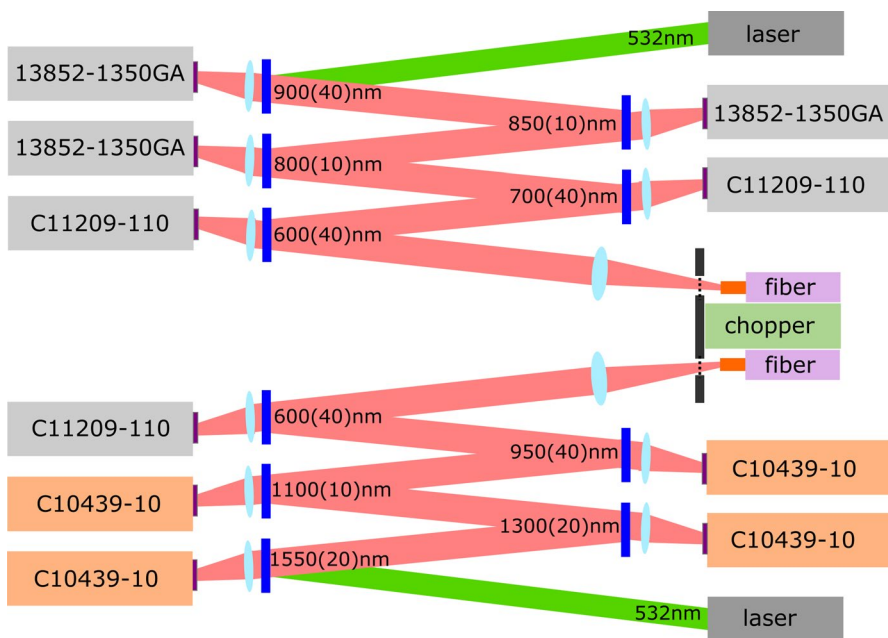 532nm
laser
13852-1350GA
900(40)nm
850(10)nm
13852-1350GA
13852-1350GA
800(10)nm
700(40)nm
C11209-110
C11209-110
600(40)nm
fiber
chopper
fiber
C11209-110
600(40)nm
950(40)nm
C10439-10
C10439-10
1100(10)nm
1300(20)nm
C10439-10
C10439-10
1550(20)nm
532nm
laser